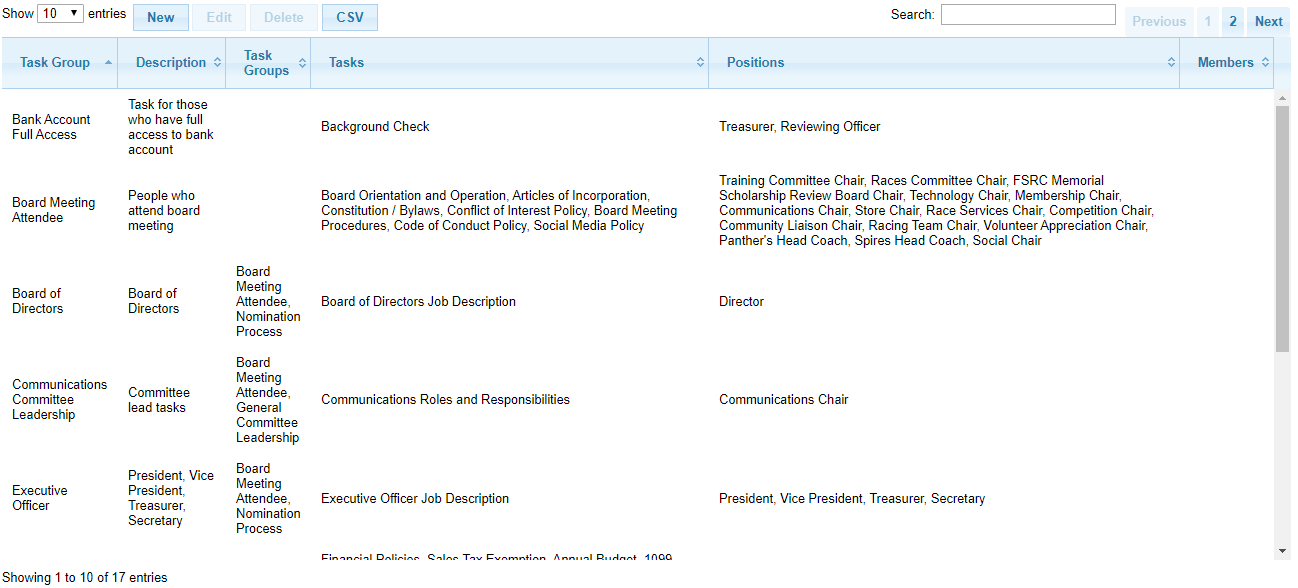 Show 10 entries New Edit Delete CSV Search: Previous 1 2 Next
Task Group Description Task Groups Tasks Positions Members
Bank Account
Full Access
Task for those
who have full
access to bank
account
Background Check
Treasurer, Reviewing Officer
Board Meeting
Attendee
People who
attend board
meeting
Board Orientation and Operation, Articles of Incorporation,
Constitution / Bylaws, Conflict of Interest Policy, Board Meeting
Procedures, Code of Conduct Policy, Social Media Policy
Training Committee Chair, Races Committee Chair, FSRC Memorial
Scholarship Review Board Chair, Technology Chair, Membership Chair,
Communications Chair, Store Chair, Race Services Chair, Competition Chair,
Community Liaison Chair, Racing Team Chair, Volunteer Appreciation Chair,
Panther's Head Coach, Spires Head Coach, Social Chair
Board of
Directors
Board of
Directors
Board
Meeting
Attendee,
Nomination
Process
Board of Directors Job Description
Director
Communications
Committee
Leadership
Committee
lead tasks
Board
Meeting
Attendee,
General
Committee
Leadership
Communications Roles and Responsibilities
Communications Chair
Executive
Officer
President, Vice
President,
Treasurer,
Secretary
Board
Meeting
Attendee,
Nomination
Process
Executive Officer Job Description
President, Vice President, Treasurer, Secretary
Financial Policies, Sales Tax Exemption, Annual Budget, 1099
Showing 1 to 10 of 17 entries